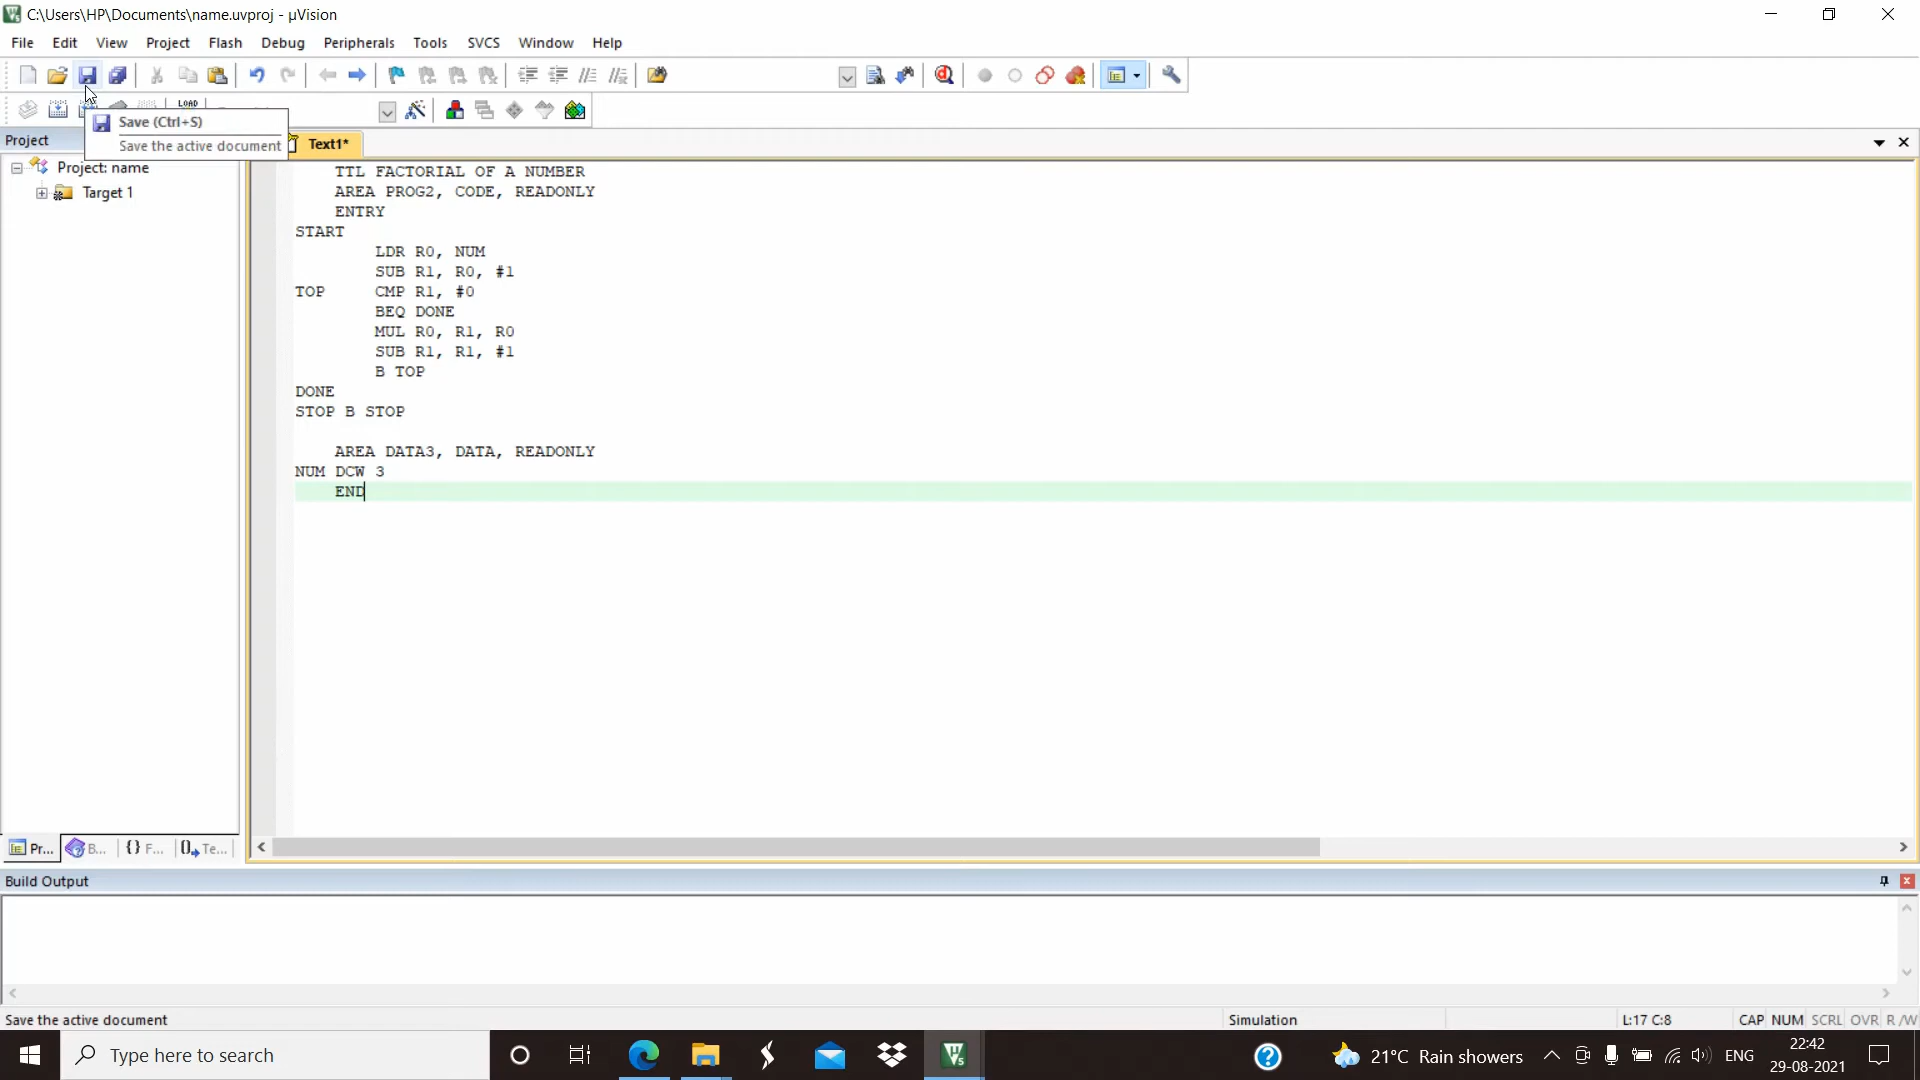 C:\Users\HP\Documents\name.uvproj - µVision
File Edit View Project Flash Debug Peripherals Tools SVCS Window Help
LOAD
Save (Ctrl+S)
Save the active document
Project
Text1*
Project: name
Target 1
TTL FACTORIAL OF A NUMBER
AREA PROG2, CODE, READONLY
ENTRY
START
LDR R0, NUM
SUB R1, R0, #1
TOP CMP R1, #0
BEQ DONE
MUL R0, R1, R0
SUB R1, R1, #1
B TOP
DONE
STOP B STOP
AREA DATA3, DATA, READONLY
NUM DCW 3
END
Pr... B... {} F... Te...
Build Output
Save the active document Simulation L:17 C:8 CAP NUM SCRL OVR R/W
Type here to search
21°C Rain showers ENG 22:42
29-08-2021